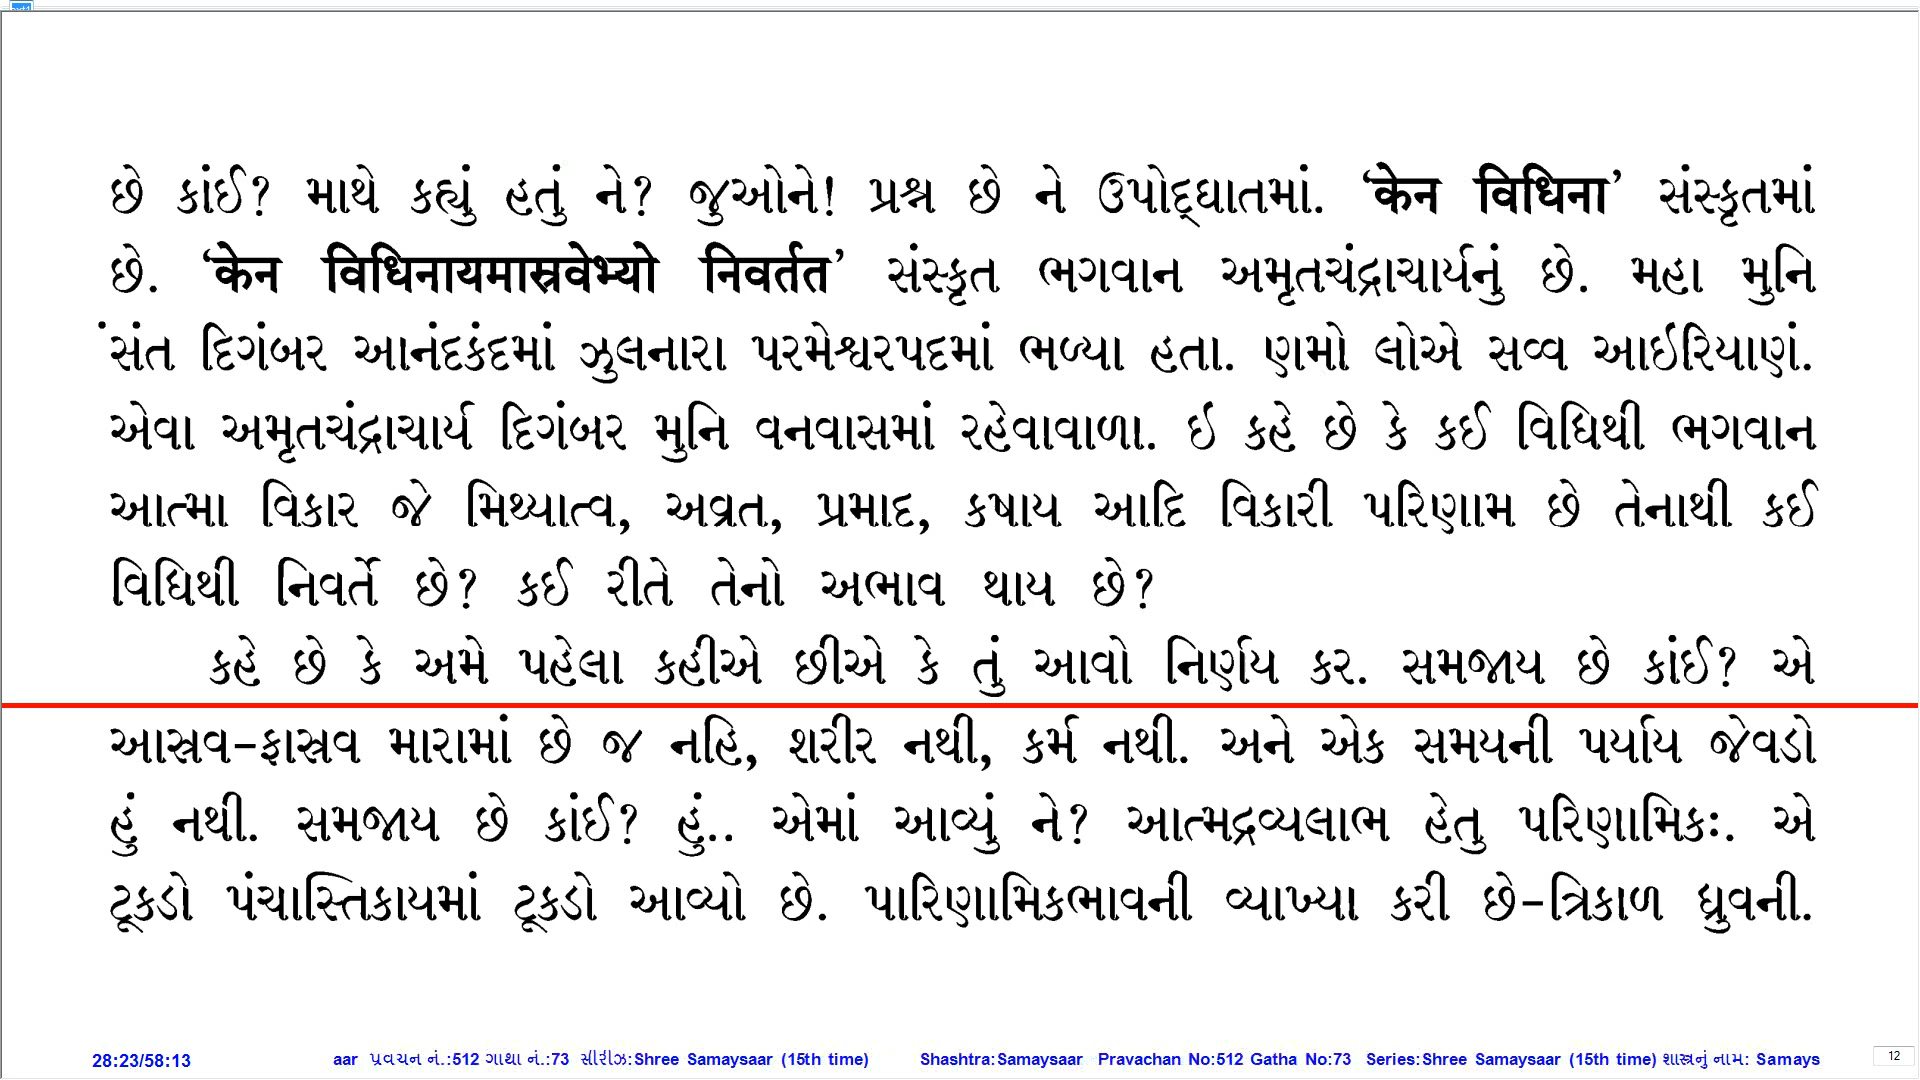 છે કાંઈ? માથે કહ્યું હતું ને? જુઓને! પ્રશ્ન છે ને ઉપોદ્ઘાતમાં. ‘केन विधिना’ સંસ્કૃતમાં
છે. ‘केन विधिनायमास्रवेभ्यो निवर्तत’ સંસ્કૃત ભગવાન અમૃતચંદ્રાચાર્યનું છે. મહા મુનિ
સંત દિગંબર આનંદકંદમાં ઝુલનારા પરમેશ્વરપદમાં ભળ્યા હતા. ણમો લોએ સવ્વ આઈરિયાણં.
એવા અમૃતચંદ્રાચાર્ય દિગંબર મુનિ વનવાસમાં રહેવાવાળા. ઈ કહે છે કે કઈ વિધિથી ભગવાન
આત્મા વિકાર જે મિથ્યાત્વ, અવ્રત, પ્રમાદ, કષાય આદિ વિકારી પરિણામ છે તેનાથી કઈ
વિધિથી નિવર્તે છે? કઈ રીતે તેનો અભાવ થાય છે?
કહે છે કે અમે પહેલા કહીએ છીએ કે તું આવો નિર્ણય કર. સમજાય છે કાંઈ? એ
આસ્રવ-ફાસ્રવ મારામાં છે જ નહિ, શરીર નથી, કર્મ નથી. અને એક સમયની પર્યાય જેવડો
હું નથી. સમજાય છે કાંઈ? હું.. એમાં આવ્યું ને? આત્મદ્રવ્યલાભ હેતુ પરિણામિકઃ. એ
ટૂકડો પંચાસ્તિકાયમાં ટૂકડો આવ્યો છે. પારિણામિકભાવની વ્યાખ્યા કરી છે-ત્રિકાળ ધ્રુવની.
28:23/58:13 aar પ્રવચન નં.:512 ગાથા નં.:73 સીરીઝ:Shree Samaysaar (15th time) Shashtra:Samaysaar Pravachan No:512 Gatha No:73 Series:Shree Samaysaar (15th time) શાસ્ત્રનું નામ: Samays 12